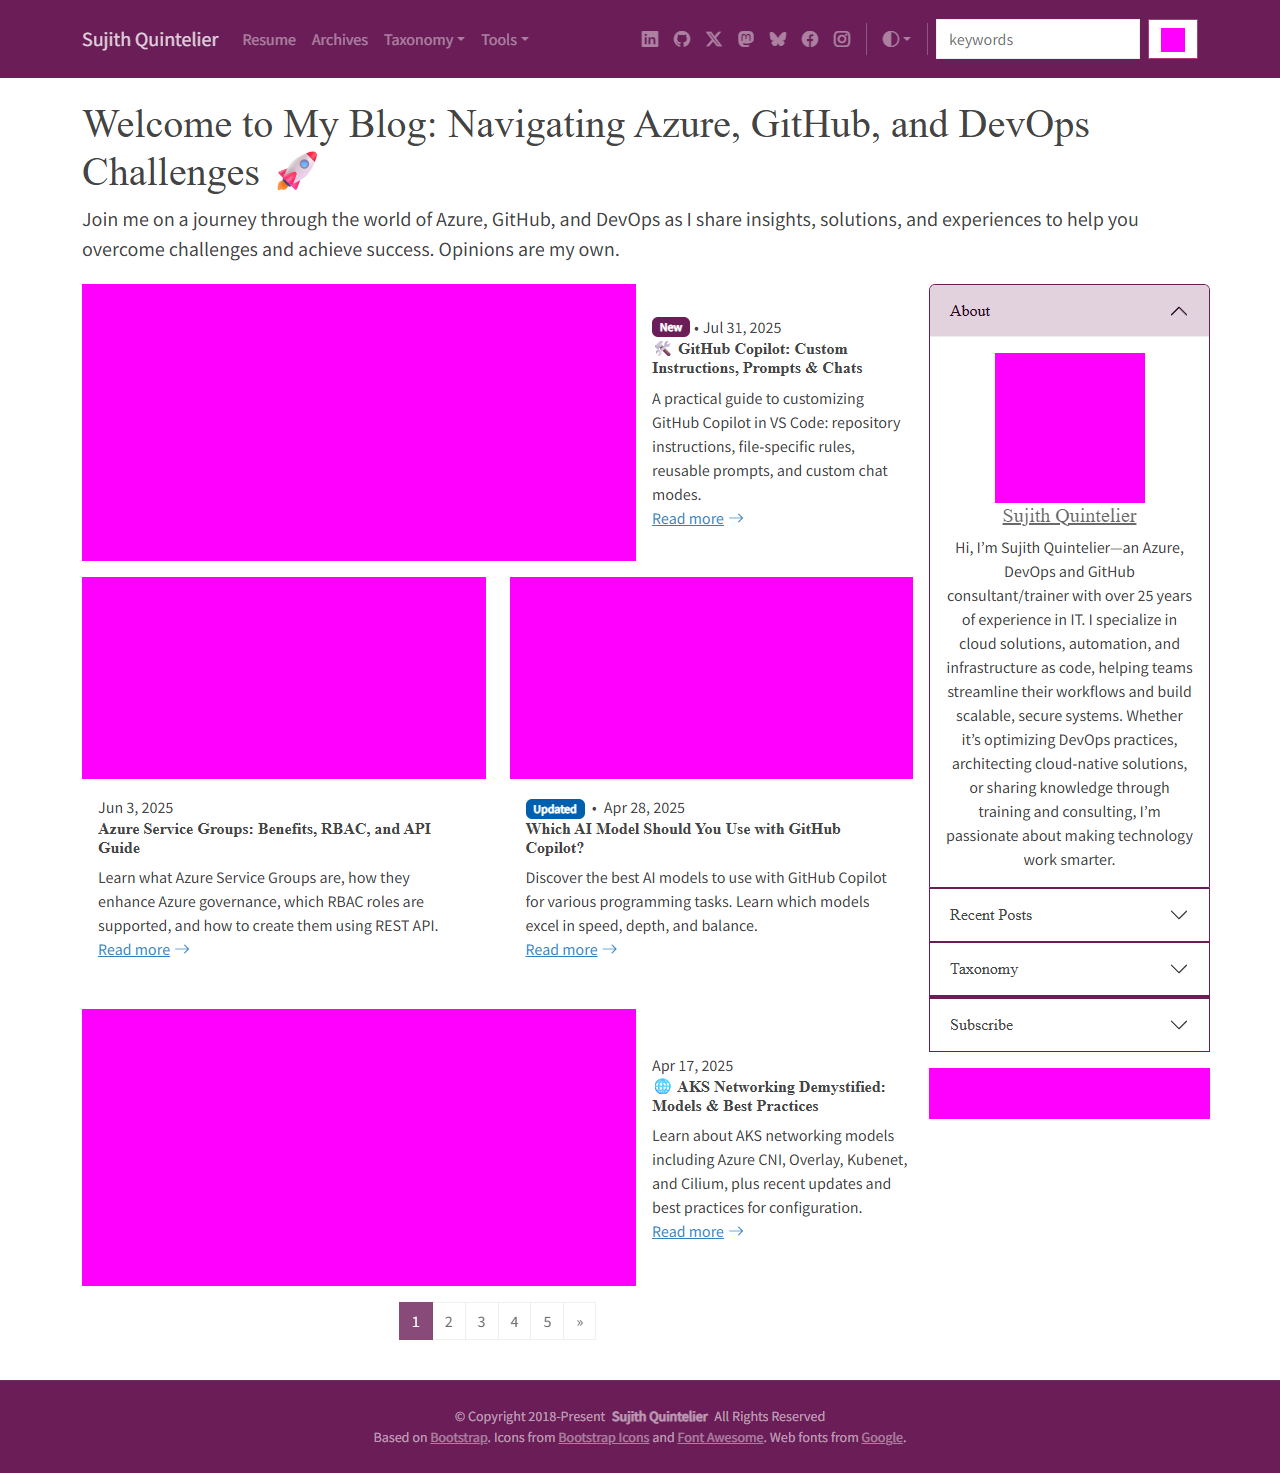 Sujith Quintelier
Resume
Archives
Taxonomy
Tools
keywords
Welcome to My Blog: Navigating Azure, GitHub, and DevOps
Challenges 🚀
Join me on a journey through the world of Azure, GitHub, and DevOps as I share insights, solutions, and experiences to help you
overcome challenges and achieve success. Opinions are my own.
New • Jul 31, 2025
🛠️ GitHub Copilot: Custom
Instructions, Prompts & Chats
A practical guide to customizing
GitHub Copilot in VS Code: repository
instructions, file-specific rules,
reusable prompts, and custom chat
modes.
Read more →
Jun 3, 2025
Azure Service Groups: Benefits, RBAC, and API
Guide
Learn what Azure Service Groups are, how they
enhance Azure governance, which RBAC roles are
supported, and how to create them using REST API.
Read more →
Updated • Apr 28, 2025
Which AI Model Should You Use with GitHub
Copilot?
Discover the best AI models to use with GitHub Copilot
for various programming tasks. Learn which models
excel in speed, depth, and balance.
Read more →
Apr 17, 2025
🌐 AKS Networking Demystified:
Models & Best Practices
Learn about AKS networking models
including Azure CNI, Overlay, Kubenet,
and Cilium, plus recent updates and
best practices for configuration.
Read more →
1 2 3 4 5 »
About
Sujith Quintelier
Hi, I’m Sujith Quintelier—an Azure,
DevOps and GitHub
consultant/trainer with over 25 years
of experience in IT. I specialize in
cloud solutions, automation, and
infrastructure as code, helping teams
streamline their workflows and build
scalable, secure systems. Whether
it’s optimizing DevOps practices,
architecting cloud-native solutions,
or sharing knowledge through
training and consulting, I’m
passionate about making technology
work smarter.
Recent Posts
Taxonomy
Subscribe
© Copyright 2018-Present Sujith Quintelier All Rights Reserved
Based on Bootstrap. Icons from Bootstrap Icons and Font Awesome. Web fonts from Google.